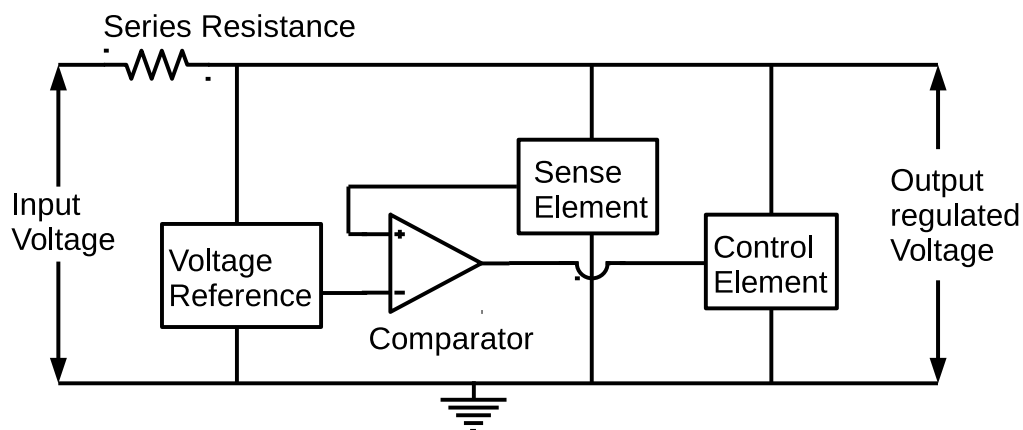 Series Resistance
Input
Voltage
Voltage
Reference
+
−
Comparator
Sense
Element
Control
Element
Output
regulated
Voltage